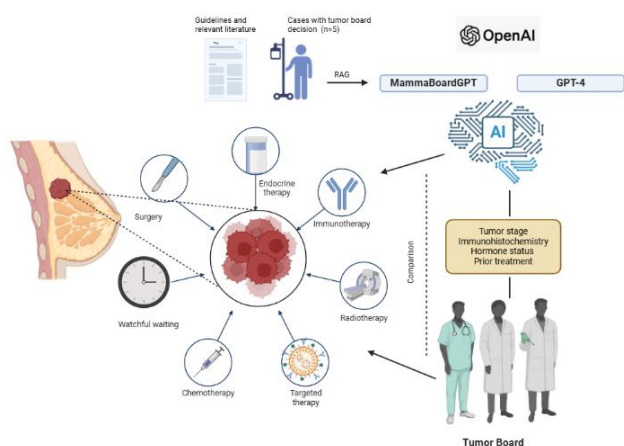 Guidelines and
relevant literature
Cases with tumor board
decision (n=5)
OpenAI
RAG
MammaBoardGPT
GPT-4
AI
Endocrine
therapy
Surgery
Immunotherapy
Tumor stage
Immunohistochemistry
Hormone status
Prior treatment
Comparison
Watchful waiting
Radiotherapy
Chemotherapy
Targeted
therapy
Tumor Board